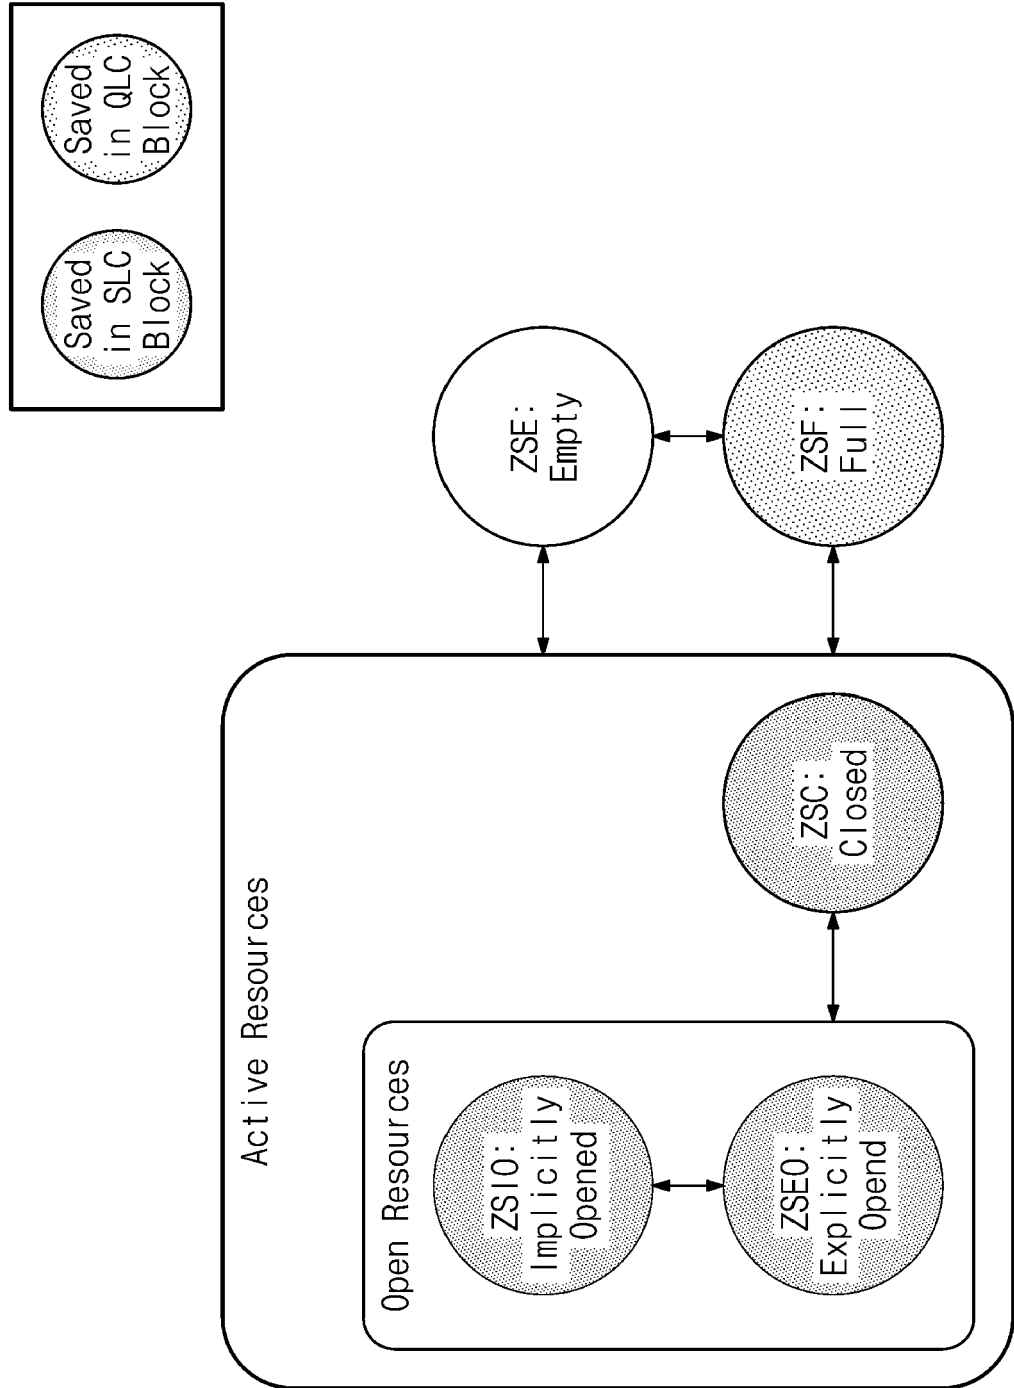 Saved
in SLC
Block
Saved
in QLC
Block
Active Resources
Open Resources
ZSIO:
Implicitly
Opened
ZSEO:
Explicitly
Opend
ZSC:
Closed
ZSE:
Empty
ZSF:
Full